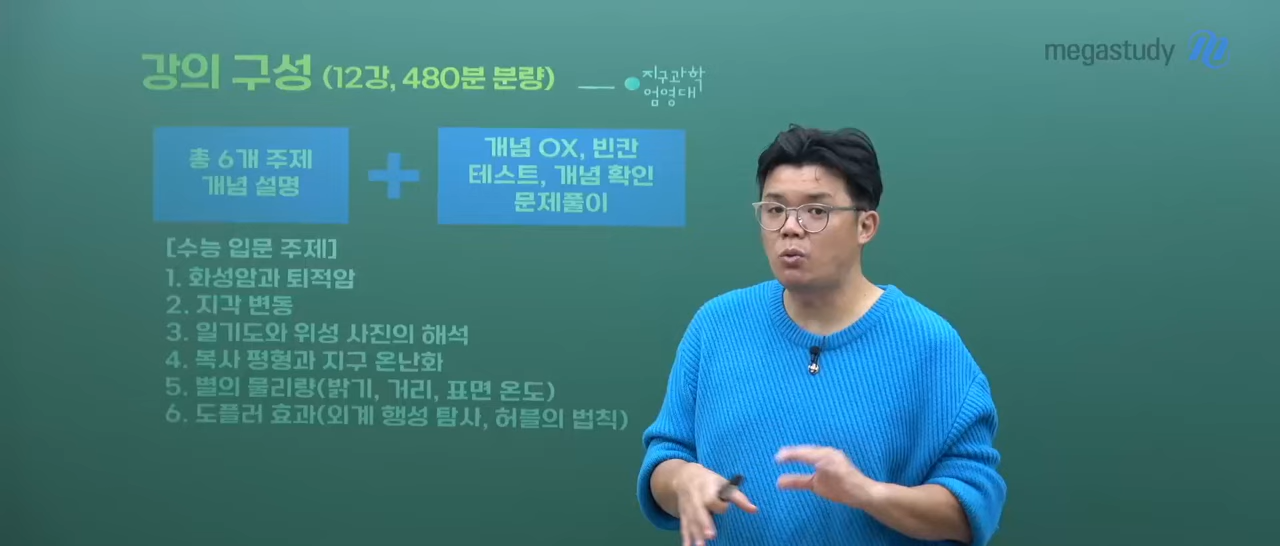 megastudy
강의 구성 (12강, 480분 분량)
지구과학
엄영대
총 6개 주제
개념 설명
개념 OX, 빈칸
테스트, 개념 확인
문제풀이
[수능 입문 주제]
1. 화성암과 퇴적암
2. 지각 변동
3. 일기도와 위성 사진의 해석
4. 복사 평형과 지구 온난화
5. 별의 물리량(밝기, 거리, 표면 온도)
6. 도플러 효과(외계 행성 탐사, 허블의 법칙)